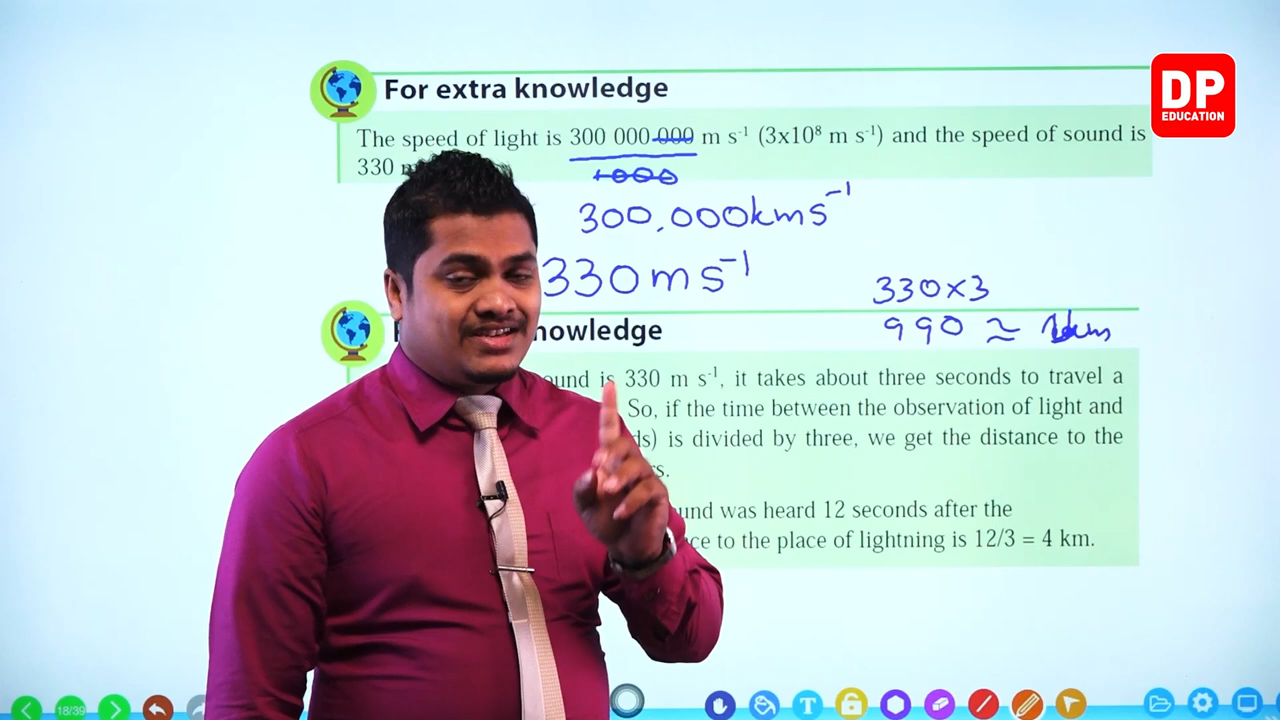 For extra knowledge
DP
EDUCATION
The speed of light is 300 000 000 m s⁻¹ (3x10⁸ m s⁻¹) and the speed of sound is
330 m
1000
300,000kms⁻¹
330ms⁻¹
330×3
nowledge
990 ≈ 1km
ound is 330 m s⁻¹, it takes about three seconds to travel a
So, if the time between the observation of light and
ds) is divided by three, we get the distance to the
rs.
und was heard 12 seconds after the
ce to the place of lightning is 12/3 = 4 km.
18/39